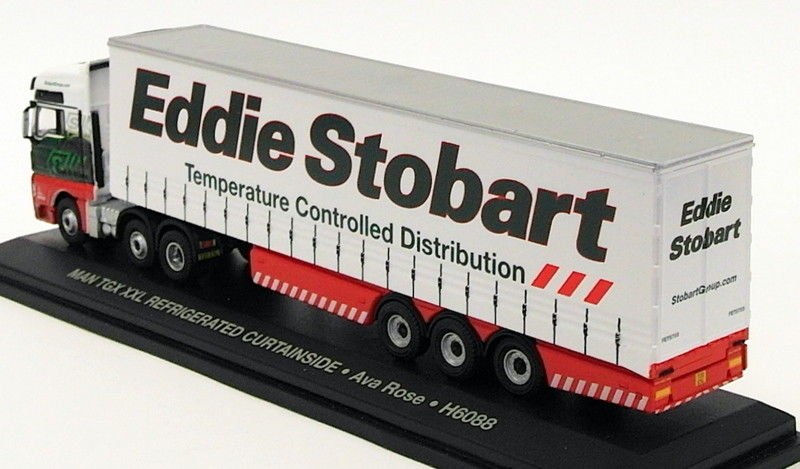 Eddie Stobart
Temperature Controlled Distribution
Eddie
Stobart
StobartGroup.com
MAN TGX XXL REFRIGERATED CURTAINSIDE • Ava Rose • H6088